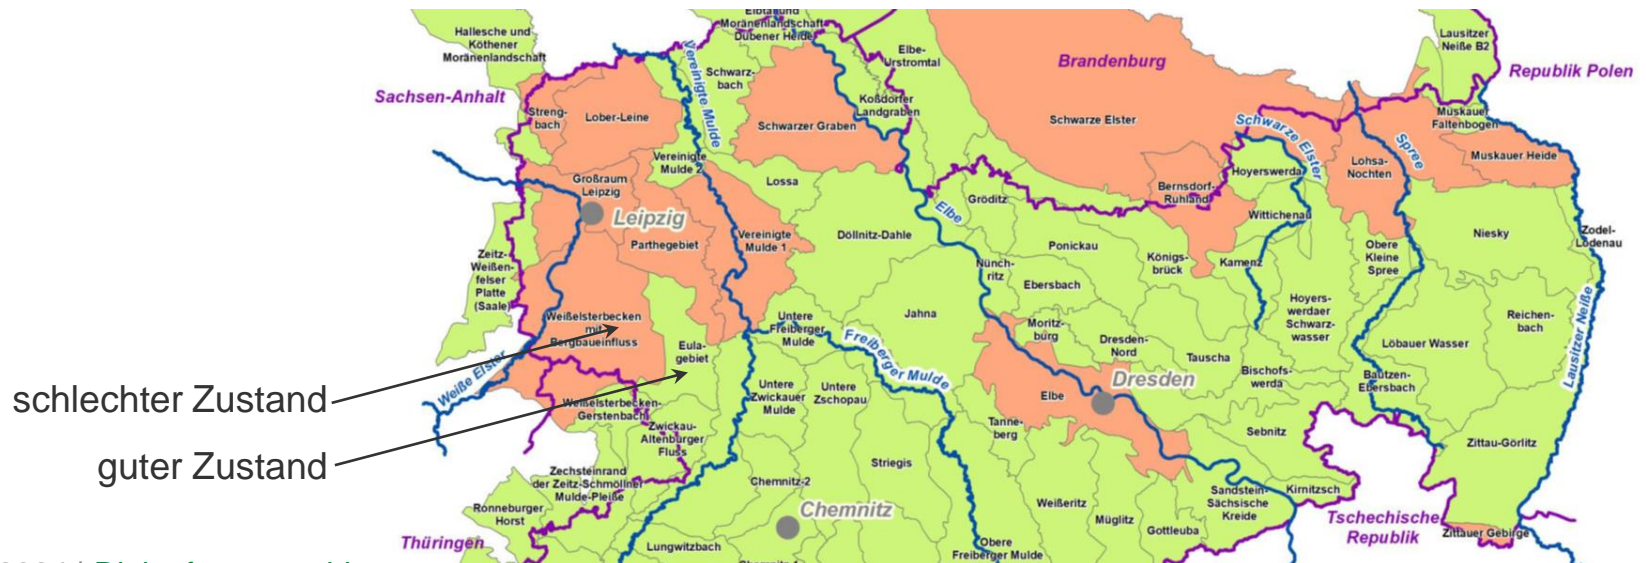 Hallesche und
Köthener
Moränenlandschaft
Elbtal und
Moränenlandschaft
Dübener Heide
Elbe-
Urstromtal
Brandenburg
Lausitzer
Neiße B2
Republik Polen
Sachsen-Anhalt
Vereinigte Mulde
Schwarz-
bach
Koßdorfer
Landgraben
Streng-
bach
Lober-Leine
Schwarzer Graben
Schwarze Elster
Schwarze Elster
Muskauer
Faltenbogen
Spree
Muskauer Heide
Vereinigte
Mulde 2
Lossa
Lohsa-
Nochten
Hoyerswerda
Großraum
Leipzig
Bernsdorf-
Ruhland
Gröditz
Elbe
Leipzig
Wittichenau
Vereinigte
Mulde 1
Döllnitz-Dahle
Parthegebiet
Ponickau
Niesky
Zodel-
Lodenau
Obere
Kleine
Spree
Zeitz-
Weißen-
felser
Platte
(Saale)
Nünch-
ritz
Königs-
brück
Kamenz
Ebersbach
Hoyers-
werdaer
Schwarz-
wasser
Weißelsterbecken
mit
Bergbaueinfluss
Untere
Freiberger
Mulde
Jahna
Moritz-
burg
Reichen-
bach
Lausitzer Neiße
Freiberger Mulde
Eula-
gebiet
Dresden-
Nord
Tauscha
Löbauer Wasser
Weiße Elster
Bischofs-
werda
Bautzen-
Ebersbach
Dresden
schlechter Zustand
Untere
Zwickauer
Mulde
Untere
Zschopau
Elbe
Weißelsterbecken-
Gerstenbach
Zwickau-
Altenburger
Fluss
Tanne-
berg
Sebnitz
Zittau-Görlitz
guter Zustand
Zechsteinrand
der Zeitz-Schmöllner
Mulde-Pleiße
Striegis
Chemnitz-2
Ronneburger
Horst
Chemnitz
Weißeritz
Müglitz
Gottleuba
Sandstein-
Sächsische
Kreide
Kirnitzsch
Tschechische
Republik
Zittauer Gebirge
Thüringen
Lungwitzbach
Obere
Freiberger Mulde